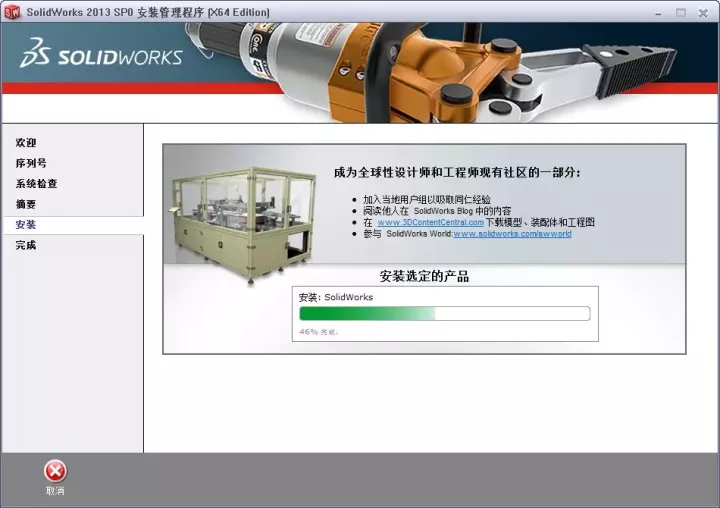 SolidWorks 2013 SP0 安装管理程序 (X64 Edition)
SOLIDWORKS
欢迎
序列号
系统检查
摘要
安装
完成
成为全球性设计师和工程师现有社区的一部分:
• 加入当地用户组以吸取同仁经验
• 阅读他人在 SolidWorks Blog 中的内容
• 在 www.3DContentCentral.com 下载模型、装配体和工程图
• 参与 SolidWorks World:www.solidworks.com/swworld
安装选定的产品
安装: SolidWorks
46% 完成.
取消